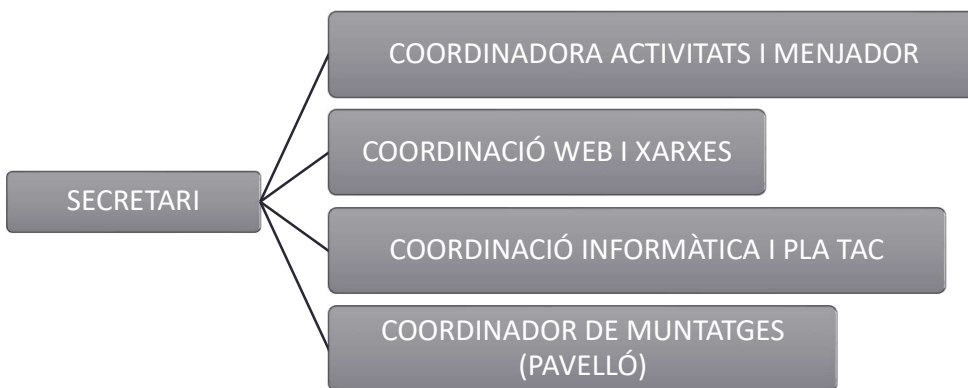 COORDINADORA ACTIVITATS I MENJADOR
COORDINACIÓ WEB I XARXES
SECRETARI
COORDINACIÓ INFORMÀTICA I PLA TAC
COORDINADOR DE MUNTATGES
(PAVELLÓ)